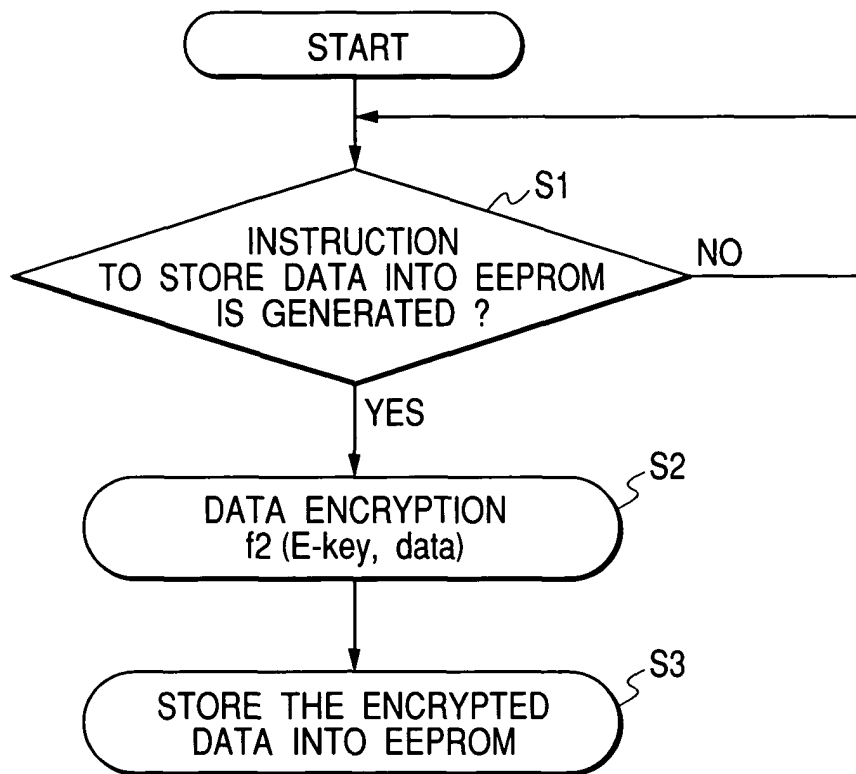 START
S1
INSTRUCTION
TO STORE DATA INTO EEPROM
IS GENERATED ?
NO
YES
S2
DATA ENCRYPTION
f2 (E-key, data)
S3
STORE THE ENCRYPTED
DATA INTO EEPROM